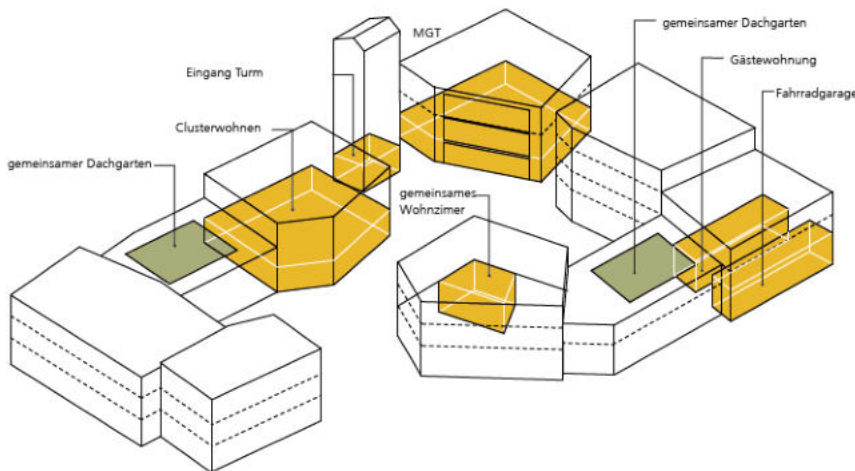 MGT
gemeinsamer Dachgarten
Gästewohnung
Fahrradgarage
Eingang Turm
Clusterwohnen
gemeinsamer Dachgarten
gemeinsames
Wohnzimer